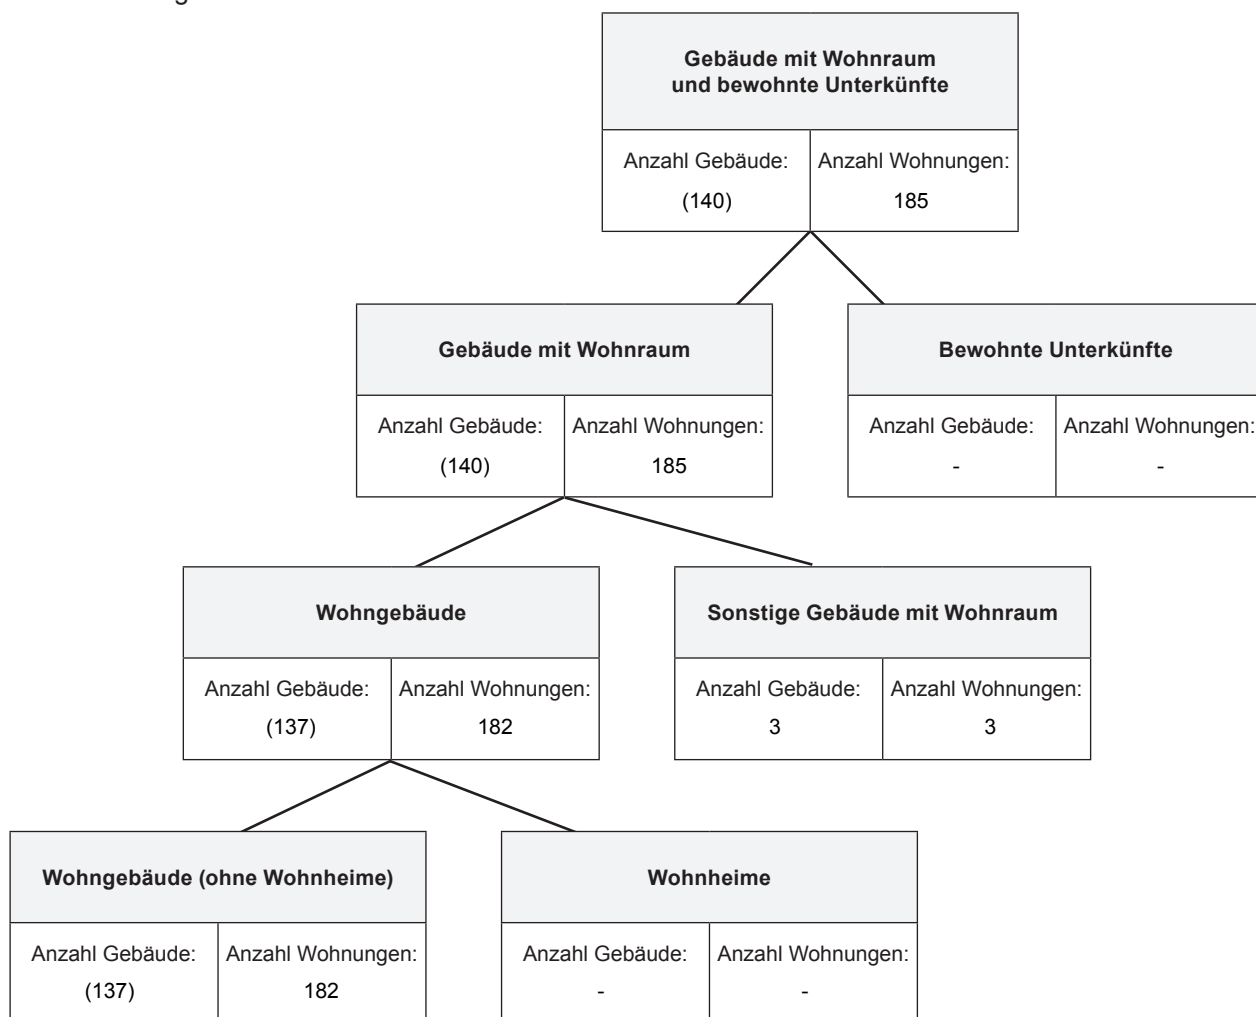 Gebäude mit Wohnraum
und bewohnte Unterkünfte
Anzahl Gebäude: Anzahl Wohnungen:
(140) 185
Gebäude mit Wohnraum
Anzahl Gebäude: Anzahl Wohnungen:
(140) 185
Bewohnte Unterkünfte
Anzahl Gebäude: Anzahl Wohnungen:
- -
Wohngebäude
Anzahl Gebäude: Anzahl Wohnungen:
(137) 182
Sonstige Gebäude mit Wohnraum
Anzahl Gebäude: Anzahl Wohnungen:
3 3
Wohngebäude (ohne Wohnheime)
Anzahl Gebäude: Anzahl Wohnungen:
(137) 182
Wohnheime
Anzahl Gebäude: Anzahl Wohnungen:
- -